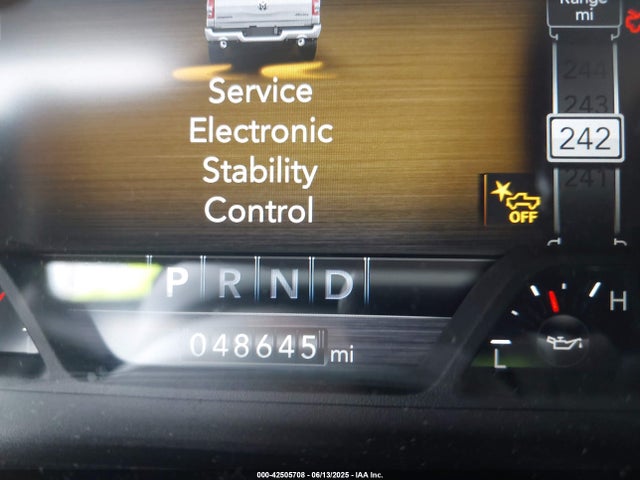 Range
mi
244
243
242
241
Service
Electronic
Stability
Control
OFF
P R N D
048645 mi
L
H
000-42505708 - 06/13/2025 - IAA Inc.